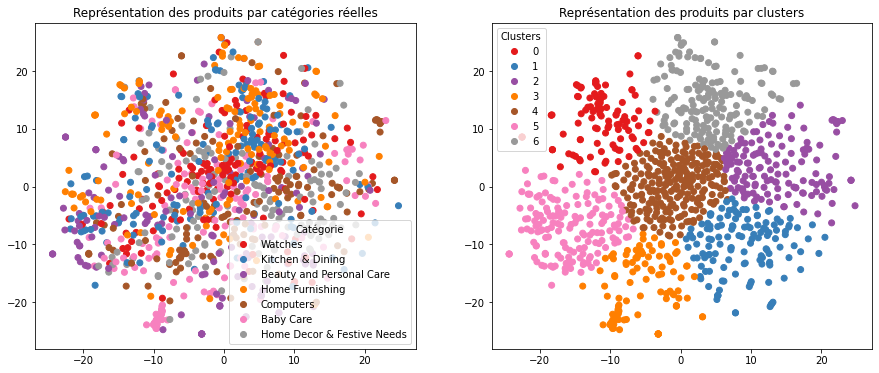 Représentation des produits par catégories réelles
Représentation des produits par clusters
20
10
0
−10
−20
−20
−10
0
10
20
Catégorie
Watches
Kitchen & Dining
Beauty and Personal Care
Home Furnishing
Computers
Baby Care
Home Decor & Festive Needs
20
10
0
−10
−20
−20
−10
0
10
20
Clusters
0
1
2
3
4
5
6